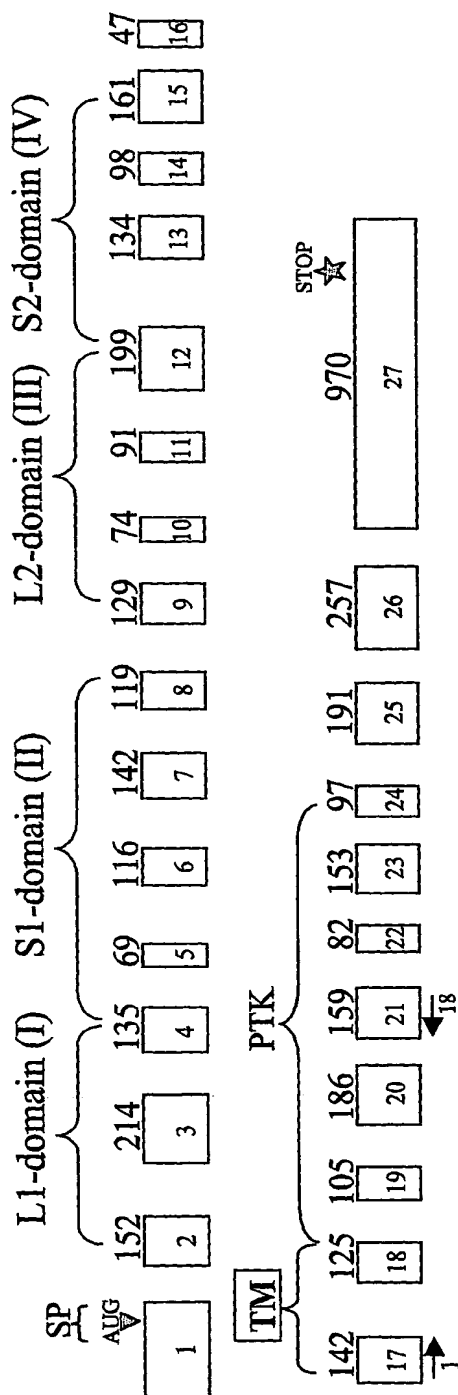 SP L1-domain (I) S1-domain (II) L2-domain (III) S2-domain (IV)
AUG 152 214 135 69 116 142 119 129 74 91 199 134 98 161 47
1 2 3 4 5 6 7 8 9 10 11 12 13 14 15 16
TM PTK
STOP
142 125 105 186 159 82 153 97 191 257 970
17 18 19 20 21 22 23 24 25 26 27
1 18